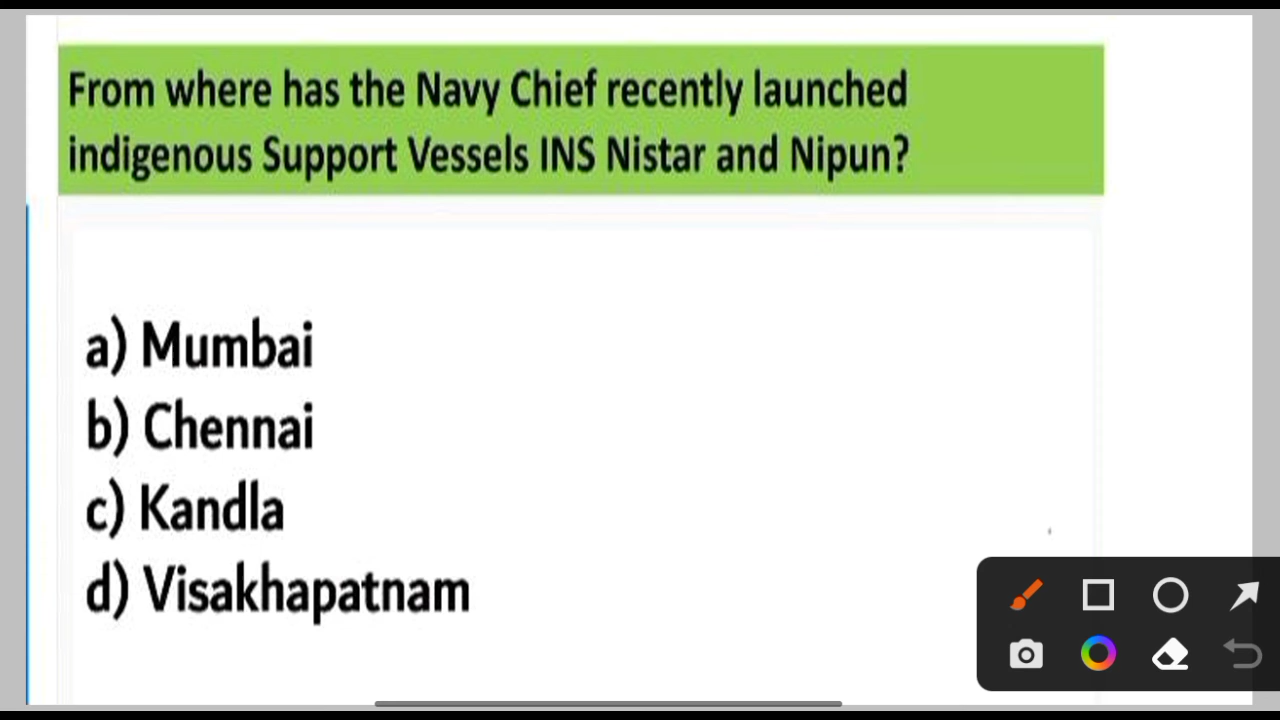 From where has the Navy Chief recently launched
indigenous Support Vessels INS Nistar and Nipun?
a) Mumbai
b) Chennai
c) Kandla
d) Visakhapatnam